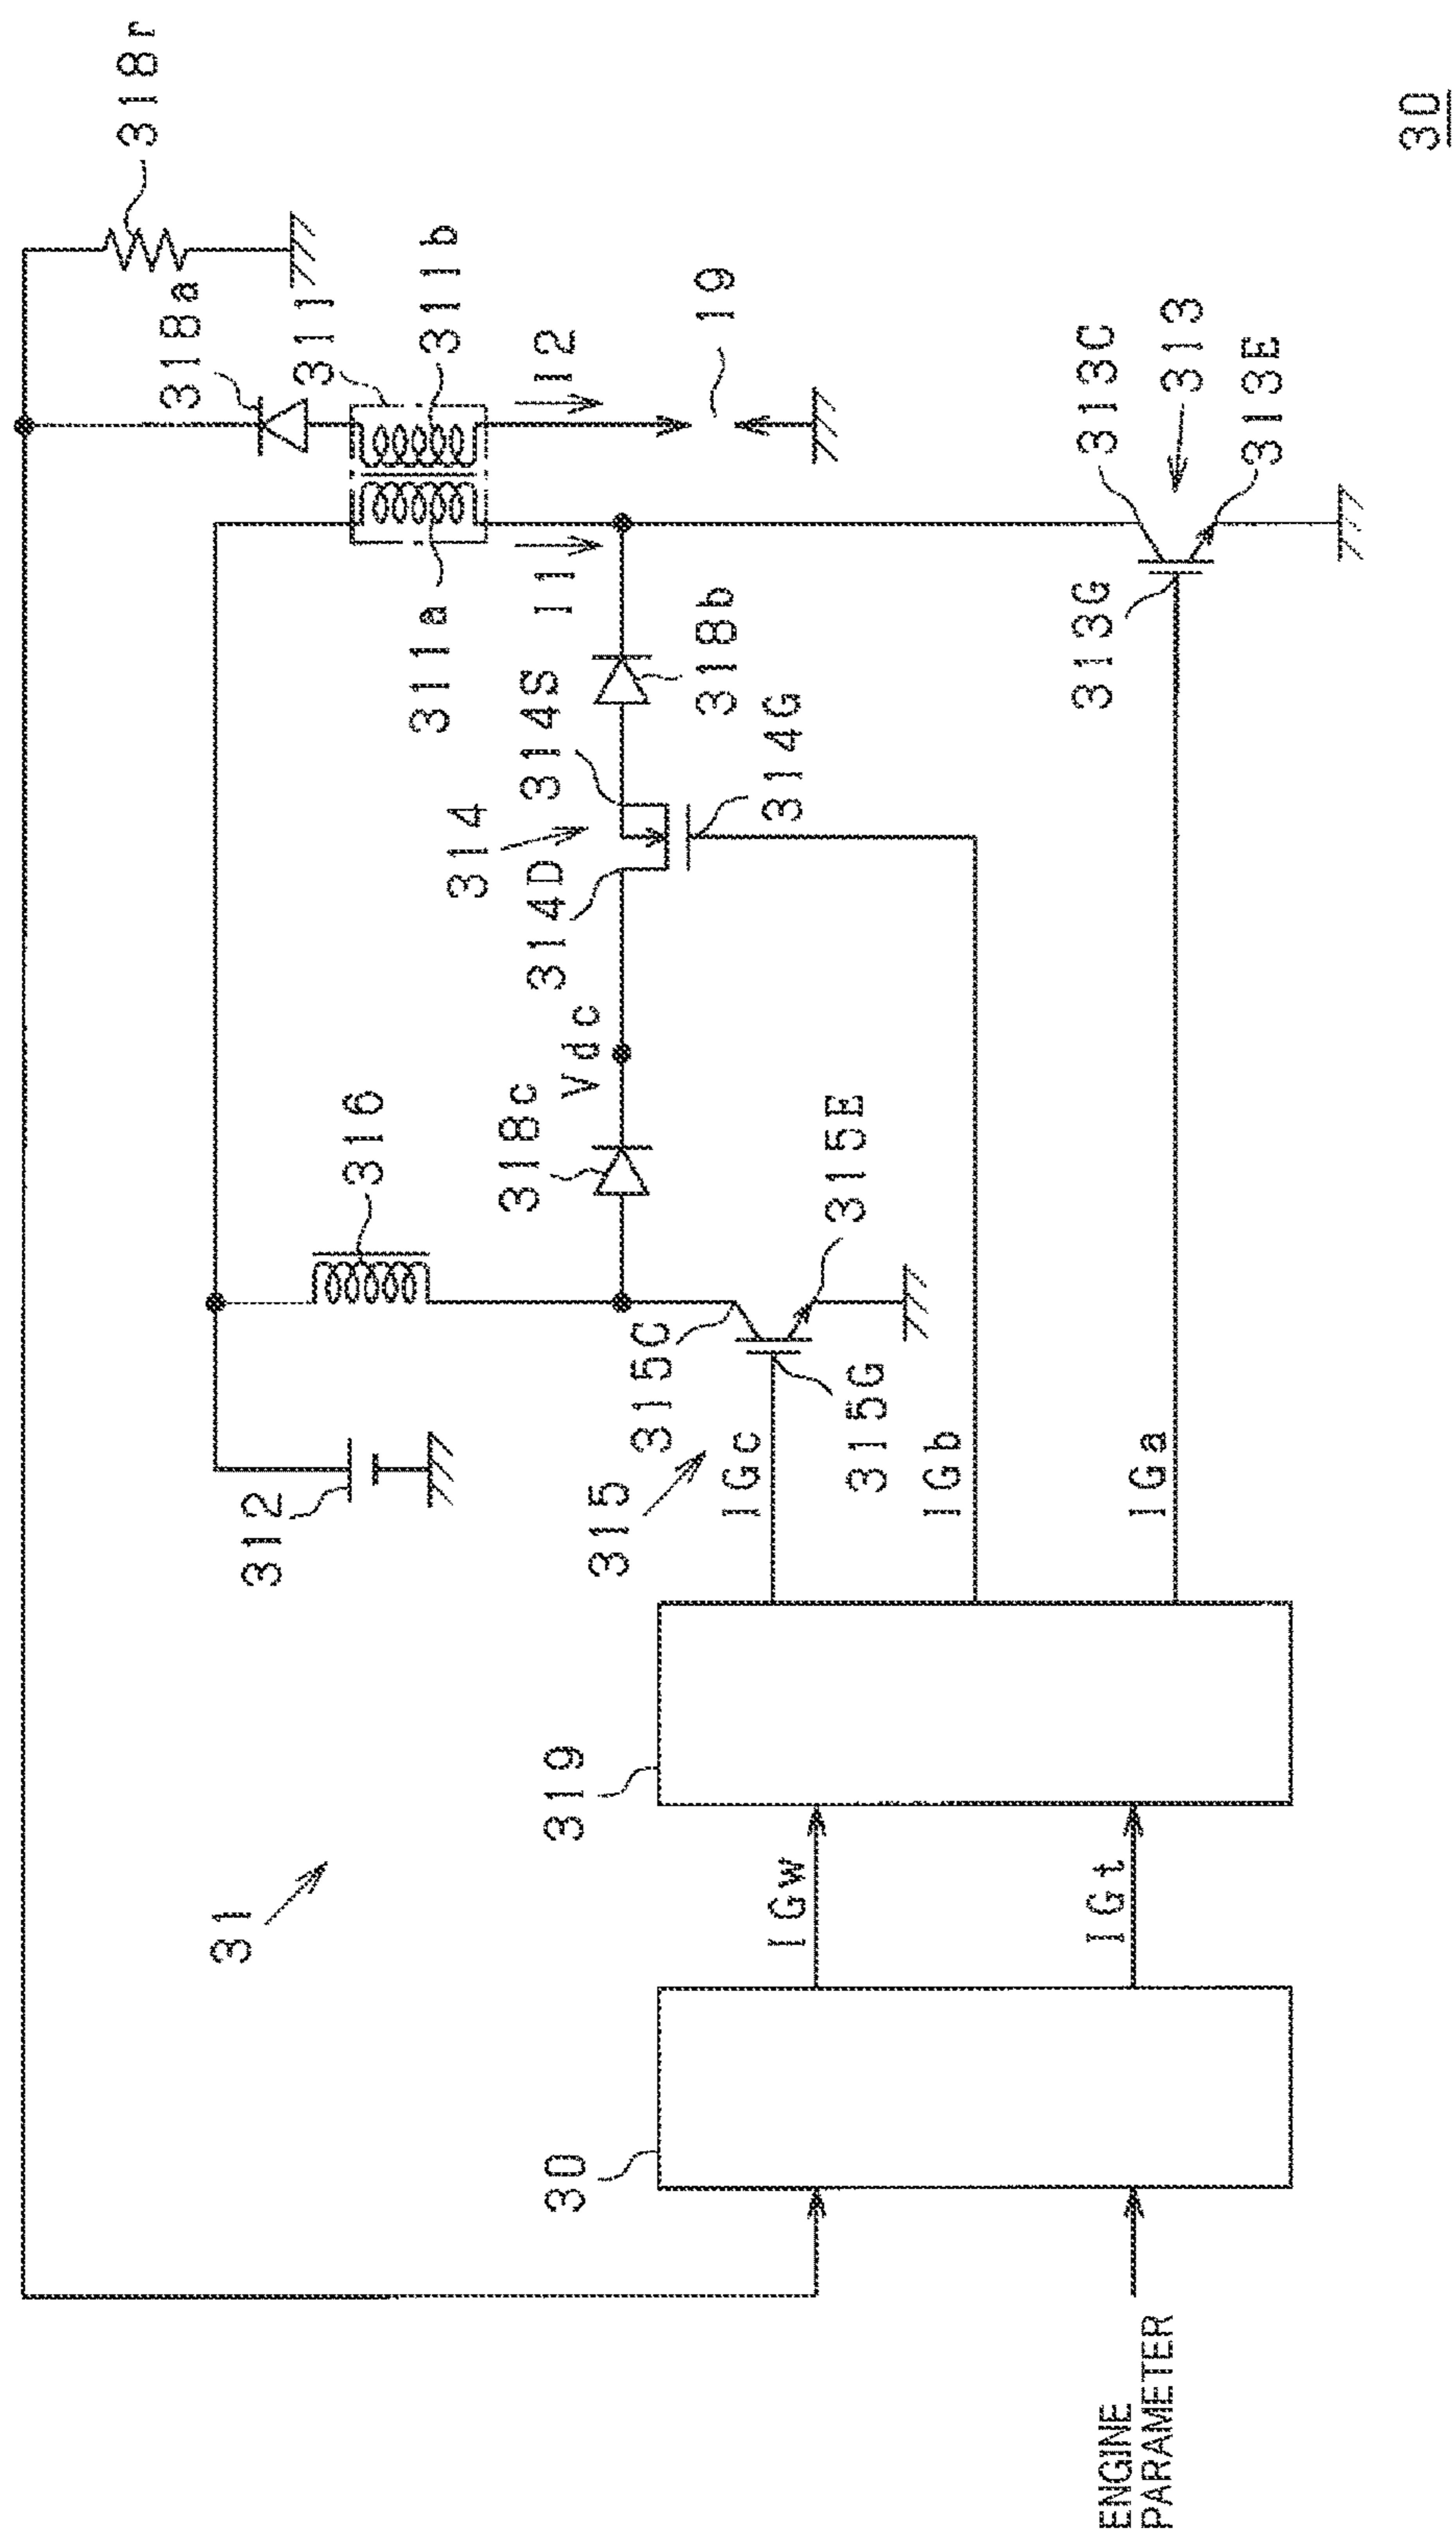 318r
318a
31
312
311
316
311a
311b
314
318c
314D
314S
I1
I2
30
319
Vdc
315
315C
318b
19
IGc
314G
IGw
315E
315G
IGb
313G
313C
IGt
ENGINE
PARAMETER
IGa
313
313E
30